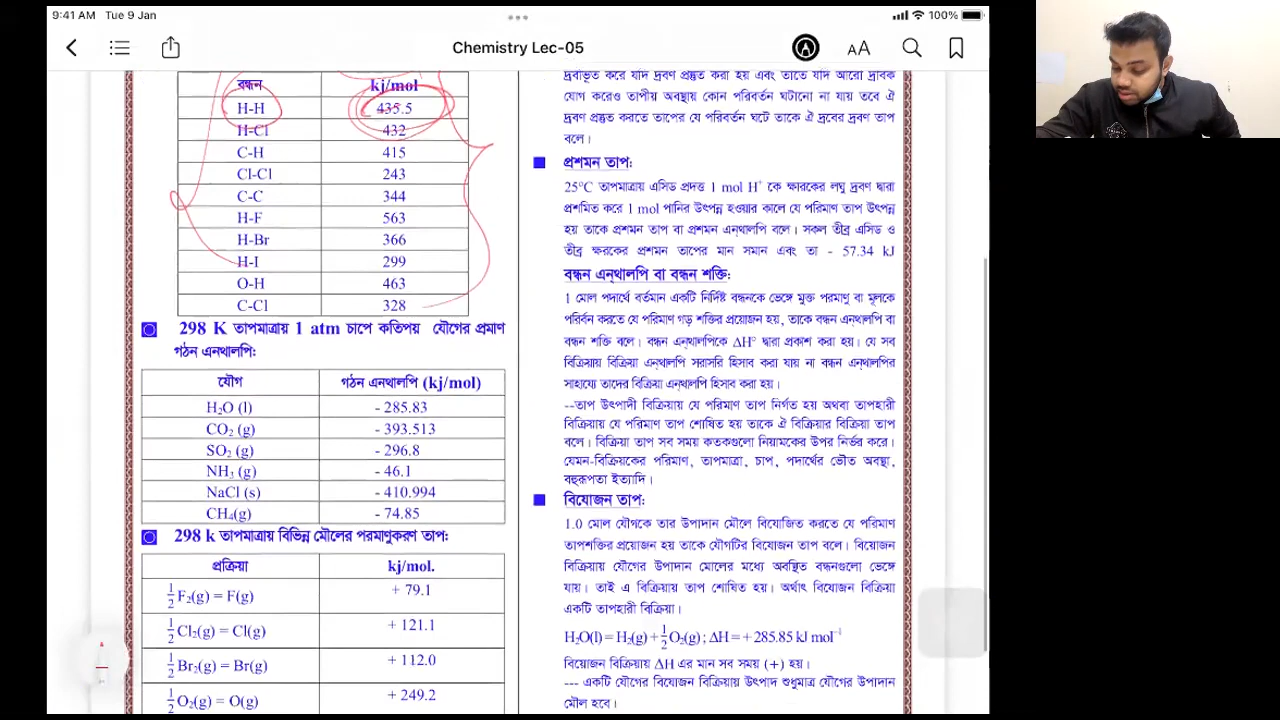 9:41 AM Tue 9 Jan
100%
Chemistry Lec-05
AA
বন্ধন kj/mol
H-H 435.5
H-Cl 432
C-H 415
Cl-Cl 243
C-C 344
H-F 563
H-Br 366
H-I 299
O-H 463
C-Cl 328
298 K তাপমাত্রায় 1 atm চাপে কতিপয় যৌগের প্রমাণ
গঠন এনথালপি:
যৌগ গঠন এনথালপি (kj/mol)
H₂O (l) - 285.83
CO₂ (g) - 393.513
SO₂ (g) - 296.8
NH₃ (g) - 46.1
NaCl (s) - 410.994
CH₄(g) - 74.85
298 k তাপমাত্রায় বিভিন্ন মৌলের পরমাণুকরণ তাপ:
প্রক্রিয়া kj/mol.
½F₂(g) = F(g) + 79.1
½Cl₂(g) = Cl(g) + 121.1
½Br₂(g) = Br(g) + 112.0
½O₂(g) = O(g) + 249.2
দ্রবীভূত করে যদি দ্রবণ প্রস্তুত করা হয় এবং তাতে যদি আরো দ্রাবক
যোগ করেও তাপীয় অবস্থায় কোন পরিবর্তন ঘটানো না যায় তবে ঐ
দ্রবণ প্রস্তুত করতে তাপের যে পরিবর্তন ঘটে তাকে ঐ দ্রবের দ্রবণ তাপ
বলে।
প্রশমন তাপ:
25°C তাপমাত্রায় এসিড প্রদত্ত 1 mol H⁺ কে ক্ষারকের লঘু দ্রবণ দ্বারা
প্রশমিত করে 1 mol পানির উৎপন্ন হওয়ার কালে যে পরিমাণ তাপ উৎপন্ন
হয় তাকে প্রশমন তাপ বা প্রশমন এনথালপি বলে। সকল তীব্র এসিড ও
তীব্র ক্ষরকের প্রশমন তাপের মান সমান এবং তা - 57.34 kJ
বন্ধন এনথালপি বা বন্ধন শক্তি:
1 মোল পদার্থে বর্তমান একটি নির্দিষ্ট বন্ধনকে ভেঙ্গে মুক্ত পরমাণু বা মূলকে
পরির্বন করতে যে পরিমাণ গড় শক্তির প্রয়োজন হয়, তাকে বন্ধন এনথালপি বা
বন্ধন শক্তি বলে। বন্ধন এনথালপিকে ΔH° দ্বারা প্রকাশ করা হয়। যে সব
বিক্রিয়ায় বিক্রিয়া এনথালপি সরাসরি হিসাব করা যায় না বন্ধন এনথালপির
সাহায্যে তাদের বিক্রিয়া এনথালপি হিসাব করা হয়।
--তাপ উৎপাদী বিক্রিয়ায় যে পরিমাণ তাপ নির্গত হয় অথবা তাপহারী
বিক্রিয়ায় যে পরিমাণ তাপ শোষিত হয় তাকে ঐ বিক্রিয়ার বিক্রিয়া তাপ
বলে। বিক্রিয়া তাপ সব সময় কতকগুলো নিয়ামকের উপর নির্ভর করে।
যেমন-বিক্রিয়কের পরিমাণ, তাপমাত্রা, চাপ, পদার্থের ভৌত অবস্থা,
বহুরূপতা ইত্যাদি।
বিযোজন তাপ:
1.0 মোল যৌগকে তার উপাদান মৌলে বিযোজিত করতে যে পরিমাণ
তাপশক্তির প্রয়োজন হয় তাকে যৌগটির বিযোজন তাপ বলে। বিয়োজন
বিক্রিয়ায় যৌগের উপাদান মোলের মধ্যে অবস্থিত বন্ধনগুলো ভেঙ্গে
যায়। তাই এ বিক্রিয়ায় তাপ শোষিত হয়। অর্থাৎ বিযোজন বিক্রিয়া
একটি তাপহারী বিক্রিয়া।
H₂O(l) = H₂(g) + ½O₂(g) ; ΔH = + 285.85 kJ mol⁻¹
বিয়োজন বিক্রিয়ায় ΔH এর মান সব সময় (+) হয়।
--- একটি যৌগের বিযোজন বিক্রিয়ায় উৎপাদ শুধুমাত্র যৌগের উপাদান
মৌল হবে।